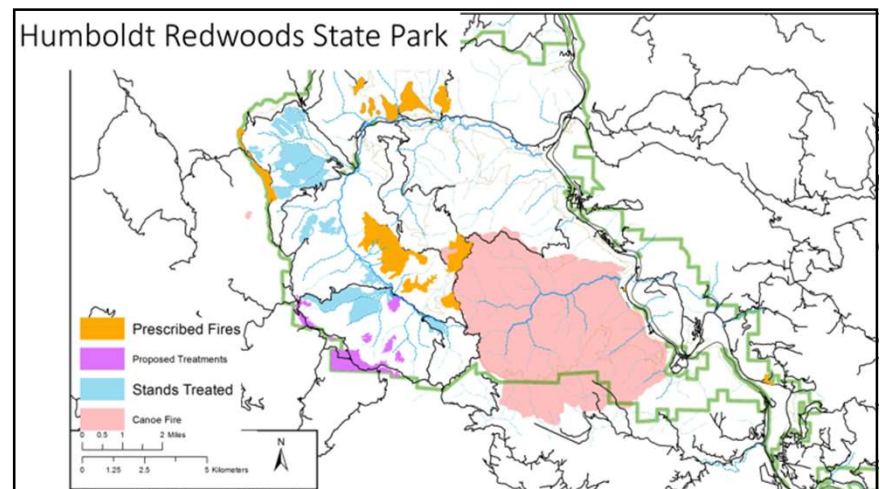 Humboldt Redwoods State Park
Prescribed Fires
Proposed Treatments
Stands Treated
Canoe Fire
0 0.5 1 2 Miles
0 1.25 2.5 5 Kilometers
N